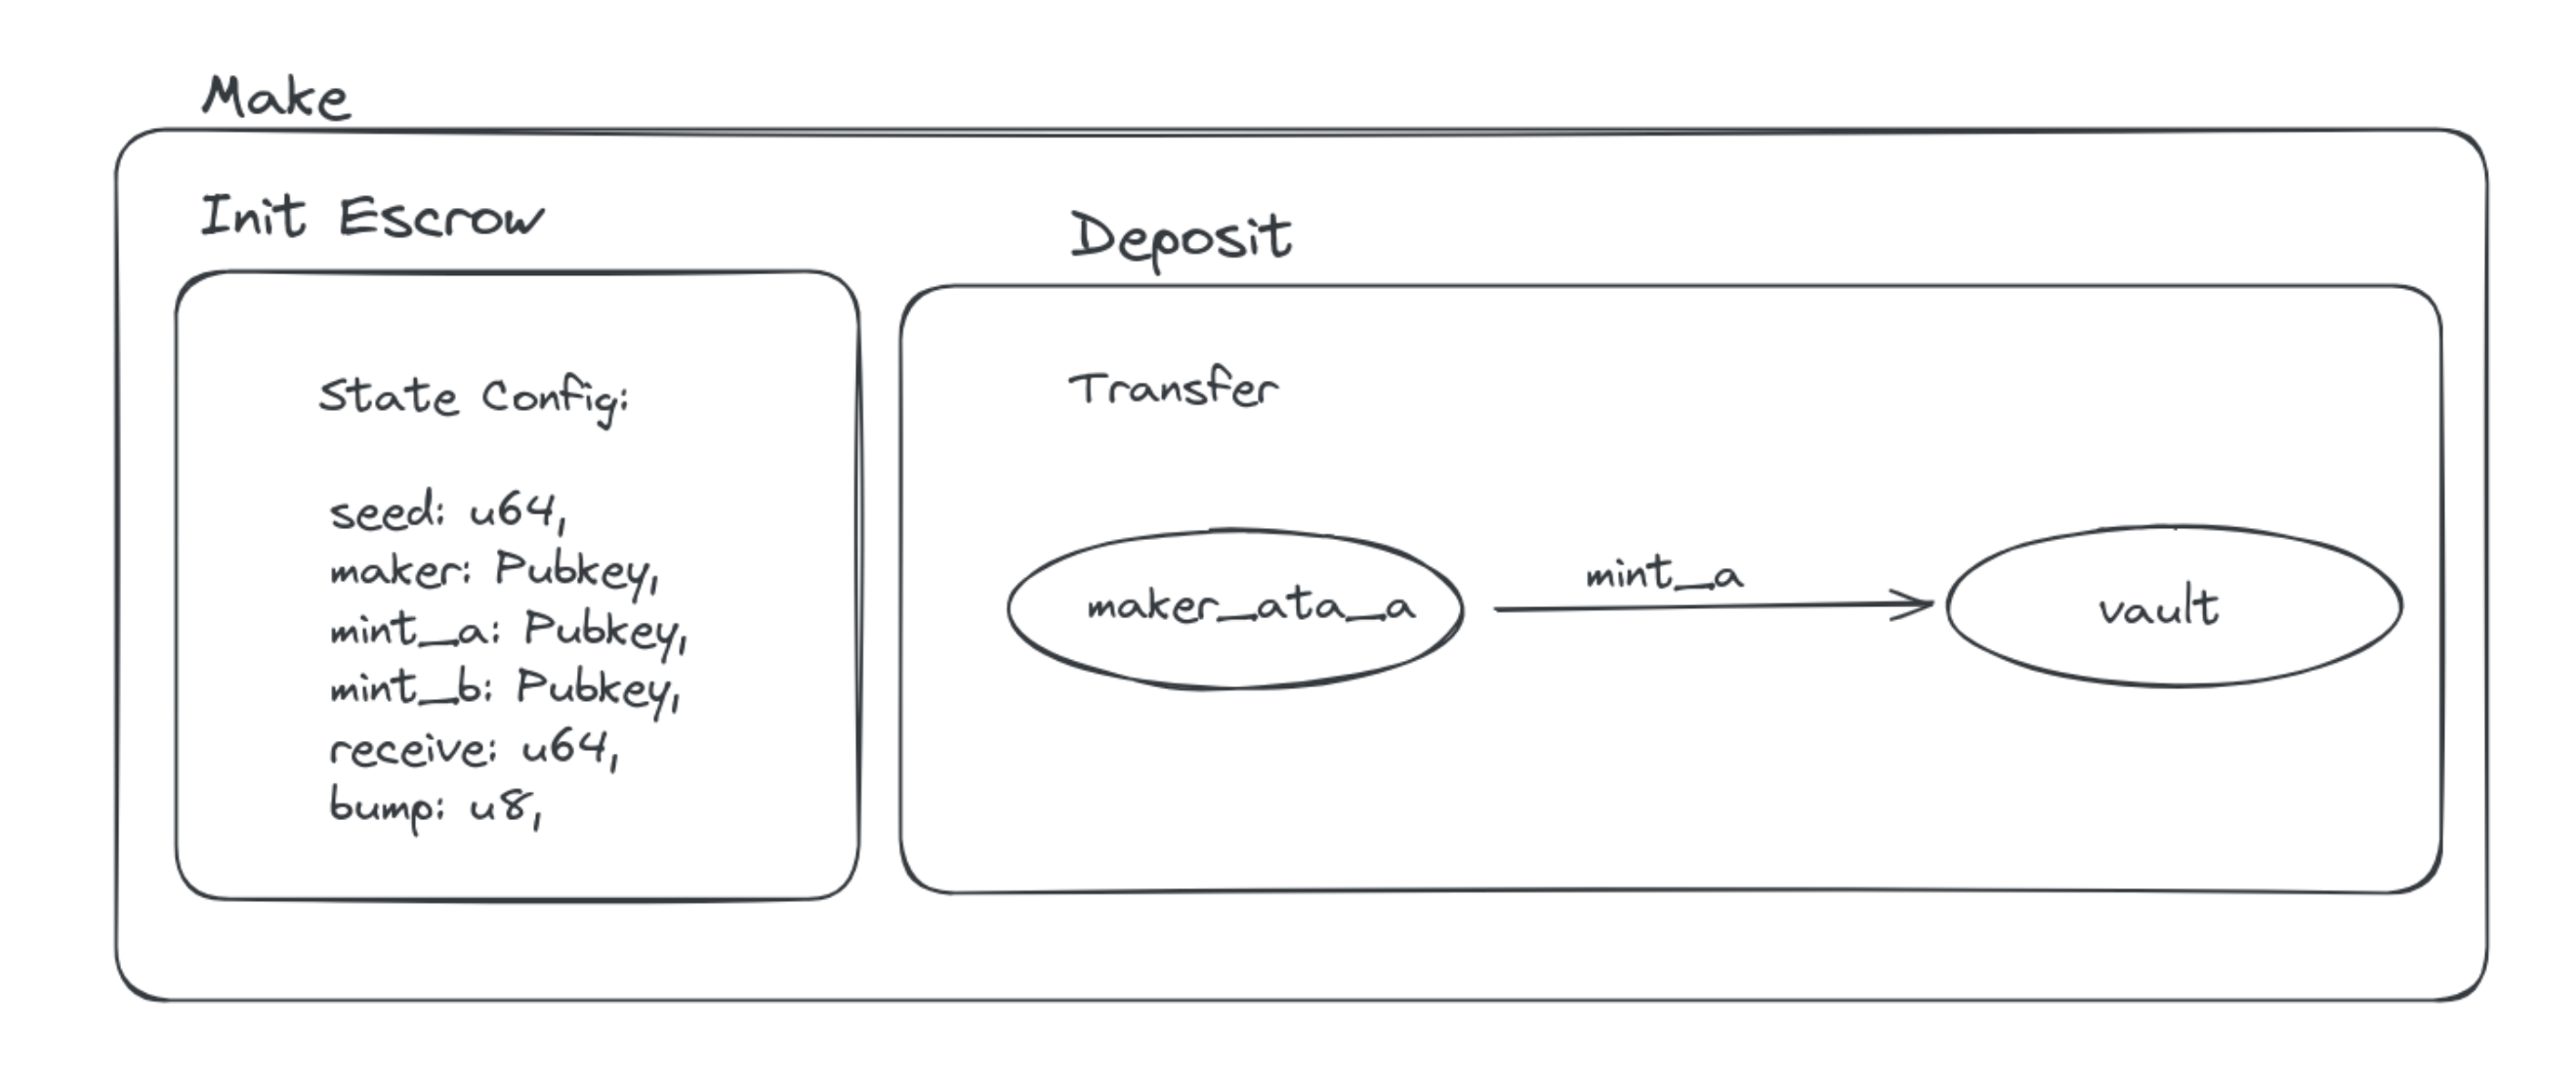 Make
Init Escrow
State Config:
seed: u64,
maker: Pubkey,
mint_a: Pubkey,
mint_b: Pubkey,
receive: u64,
bump: u8,
Deposit
Transfer
maker_ata_a
mint_a
vault